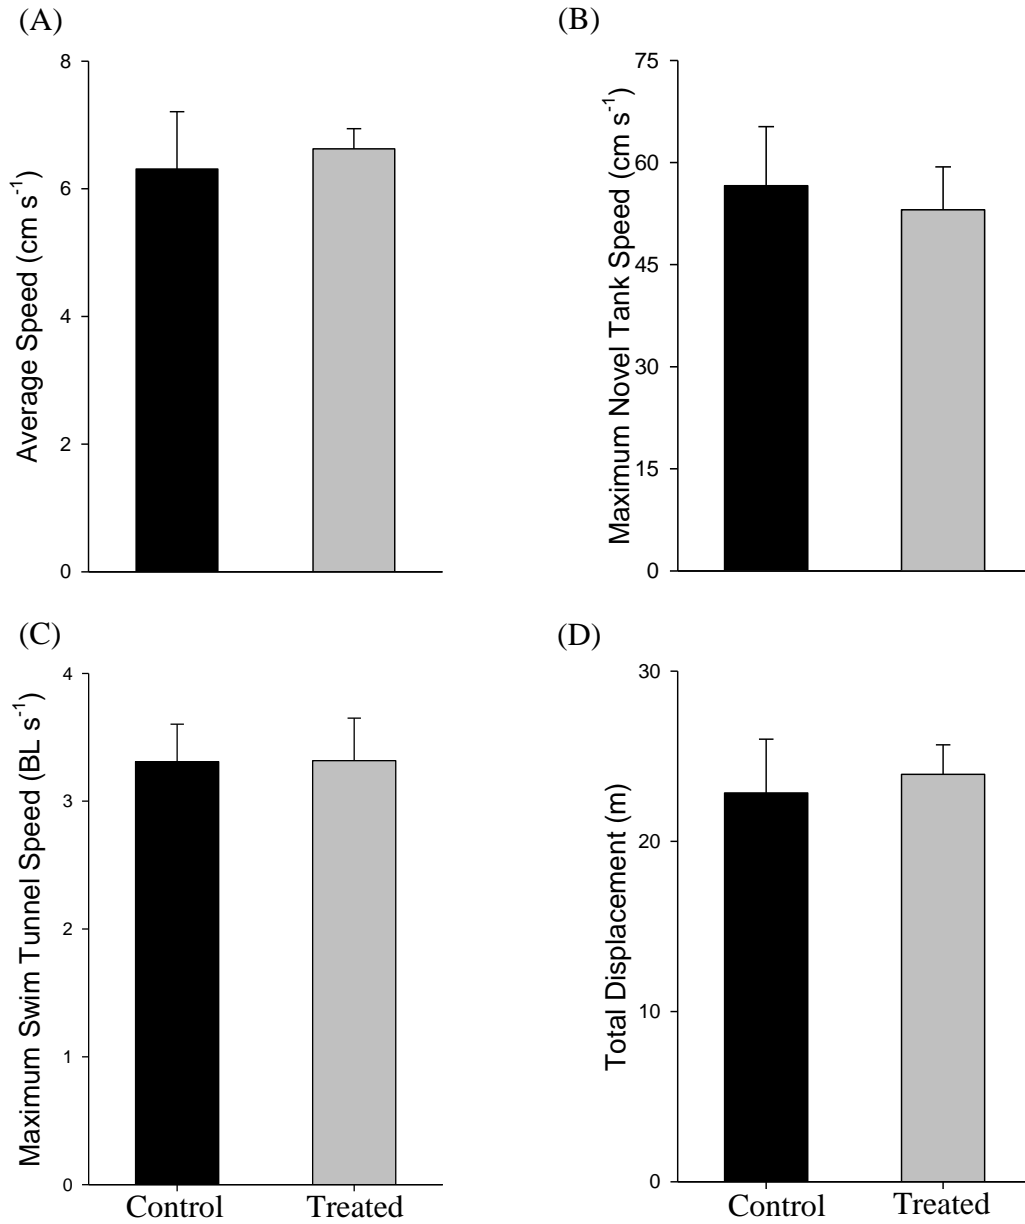 (A)
Average Speed (cm s⁻¹)
8
6
4
2
0
(B)
Maximum Novel Tank Speed (cm s⁻¹)
75
60
45
30
15
0
(C)
Maximum Swim Tunnel Speed (BL s⁻¹)
4
3
2
1
0
Control
Treated
(D)
Total Displacement (m)
30
20
10
0
Control
Treated